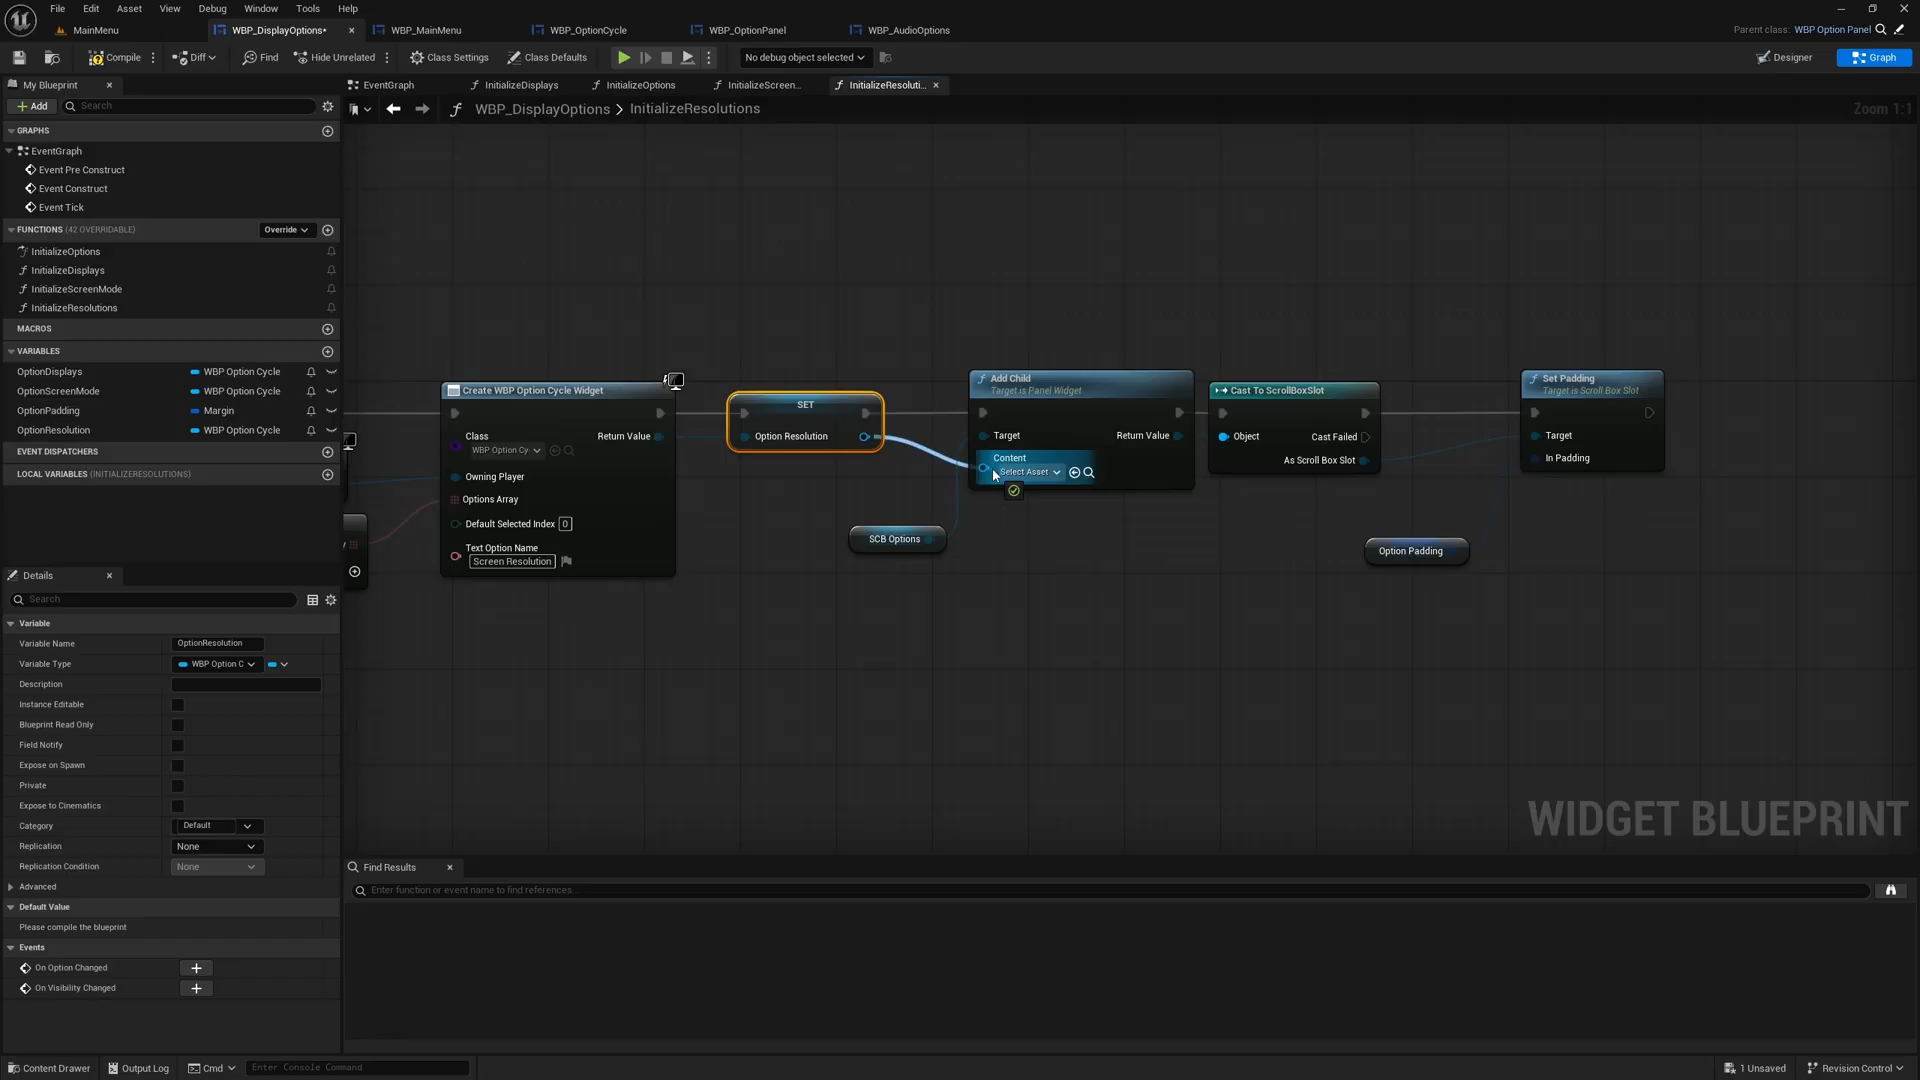 File Edit Asset View Window Debug Tools Help
MainMenu WBP_DisplayOptions* WBP_MainMenu WBP_OptionCycle WBP_OptionPanel WBP_AudioOptions Parent class: WBP Option Panel
Compile Diff Find Hide Unrelated Class Settings Class Defaults No debug object selected Designer Graph
My Blueprint EventGraph InitializeDisplays InitializeOptions InitializeScreen... InitializeResoluti...
Add Search WBP_DisplayOptions > InitializeResolutions Zoom 1:1
GRAPHS
EventGraph
Event Pre Construct
Event Construct
Event Tick
FUNCTIONS (42 OVERRIDABLE) Override
InitializeOptions
InitializeDisplays
InitializeScreenMode
InitializeResolutions
MACROS
VARIABLES
OptionDisplays WBP Option Cycle
OptionScreenMode WBP Option Cycle
OptionPadding Margin
OptionResolution WBP Option Cycle
EVENT DISPATCHERS
LOCAL VARIABLES (INITIALIZERESOLUTIONS)
Create WBP Option Cycle Widget
Class Return Value
WBP Option Cy
Owning Player
Options Array
Default Selected Index 0
Text Option Name
Screen Resolution
SET
Option Resolution
Add Child
Target is Panel Widget
Target Return Value
Content
Select Asset
SCB Options
Cast To ScrollBoxSlot
Object Cast Failed
As Scroll Box Slot
Set Padding
Target is Scroll Box Slot
Target
In Padding
Option Padding
WIDGET BLUEPRINT
Details
Search
Variable
Variable Name OptionResolution
Variable Type WBP Option C
Description
Instance Editable
Blueprint Read Only
Field Notify
Expose on Spawn
Private
Expose to Cinematics
Category Default
Replication None
Replication Condition None
Advanced
Default Value
Please compile the blueprint
Events
On Option Changed
On Visibility Changed
Find Results
Enter function or event name to find references...
Content Drawer Output Log Cmd Enter Console Command 1 Unsaved Revision Control